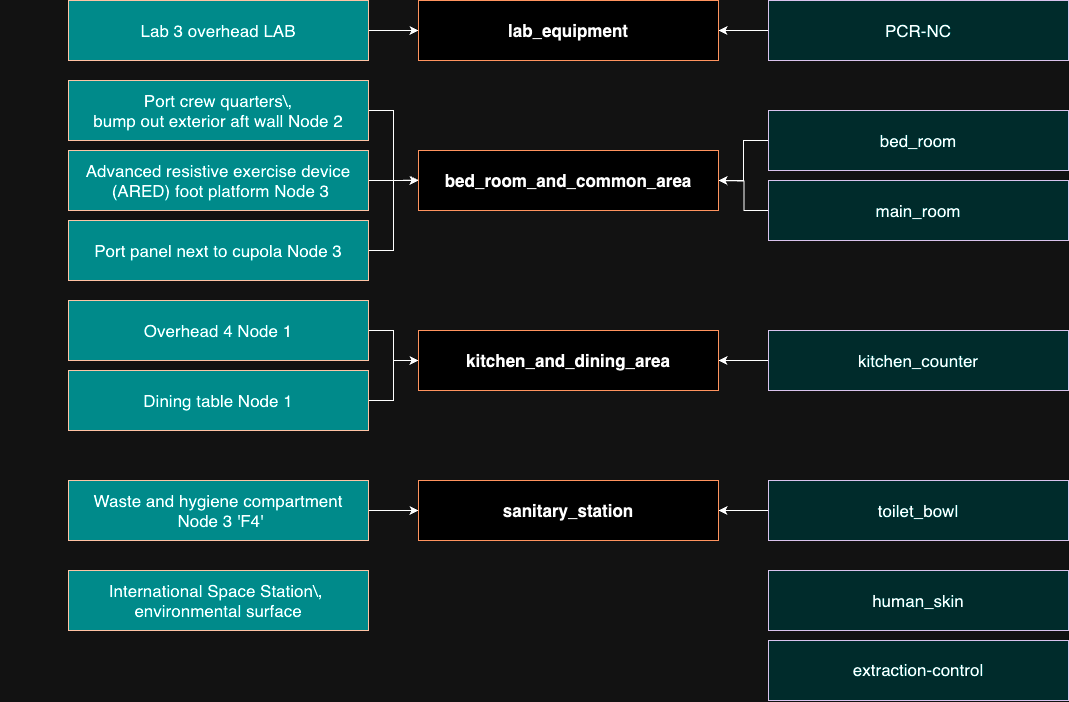 Lab 3 overhead LAB
lab_equipment
PCR-NC
Port crew quarters\,
bump out exterior aft wall Node 2
Advanced resistive exercise device
(ARED) foot platform Node 3
Port panel next to cupola Node 3
bed_room_and_common_area
bed_room
main_room
Overhead 4 Node 1
Dining table Node 1
kitchen_and_dining_area
kitchen_counter
Waste and hygiene compartment
Node 3 'F4'
sanitary_station
toilet_bowl
International Space Station\,
environmental surface
human_skin
extraction-control